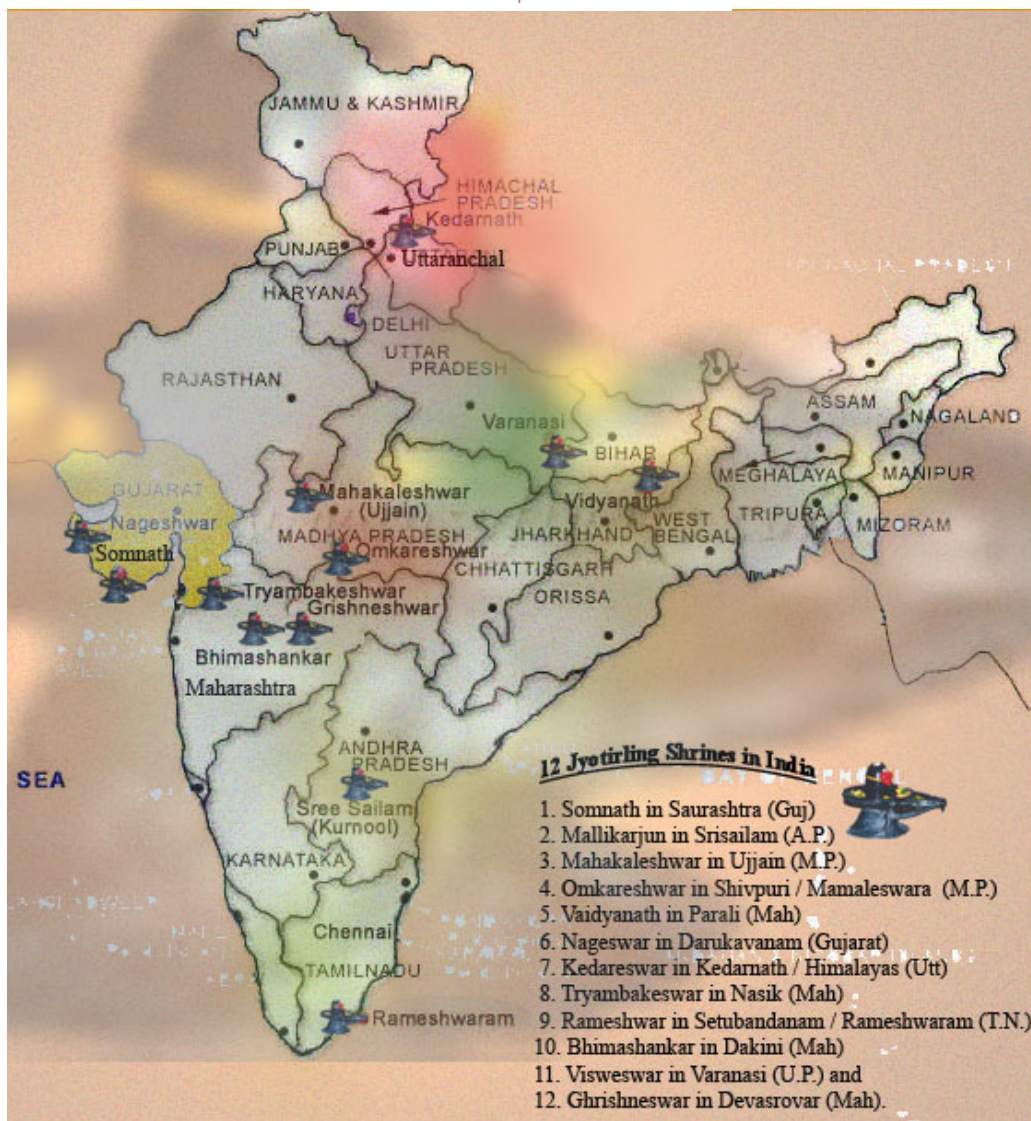 JAMMU & KASHMIR
HIMACHAL
PRADESH
Kedarnath
PUNJAB
Uttaranchal
HARYANA
DELHI
UTTAR
PRADESH
RAJASTHAN
Varanasi
BIHAR
ASSAM
NAGALAND
MEGHALAYA
MANIPUR
GUJARAT
Nageshwar
Mahakaleshwar
(Ujjain)
Vidyanath
TRIPURA
MIZORAM
MADHYA PRADESH
JHARKHAND
WEST
BENGAL
Somnath
Omkareshwar
CHHATTISGARH
Tryambakeshwar
ORISSA
Grishneshwar
Bhimashankar
Maharashtra
ANDHRA
PRADESH
SEA
Sree Sailam
(Kurnool)
KARNATAKA
Chennai
TAMILNADU
Rameshwaram
12 Jyotirling Shrines in India
1. Somnath in Saurashtra (Guj)
2. Mallikarjun in Srisailam (A.P.)
3. Mahakaleshwar in Ujjain (M.P.)
4. Omkareshwar in Shivpuri / Mamaleswara (M.P.)
5. Vaidyanath in Parali (Mah)
6. Nageswar in Darukavanam (Gujarat)
7. Kedareswar in Kedarnath / Himalayas (Utt)
8. Tryambakeswar in Nasik (Mah)
9. Rameshwar in Setubandanam / Rameshwaram (T.N.)
10. Bhimashankar in Dakini (Mah)
11. Visweswar in Varanasi (U.P.) and
12. Ghrishneswar in Devasrovar (Mah).